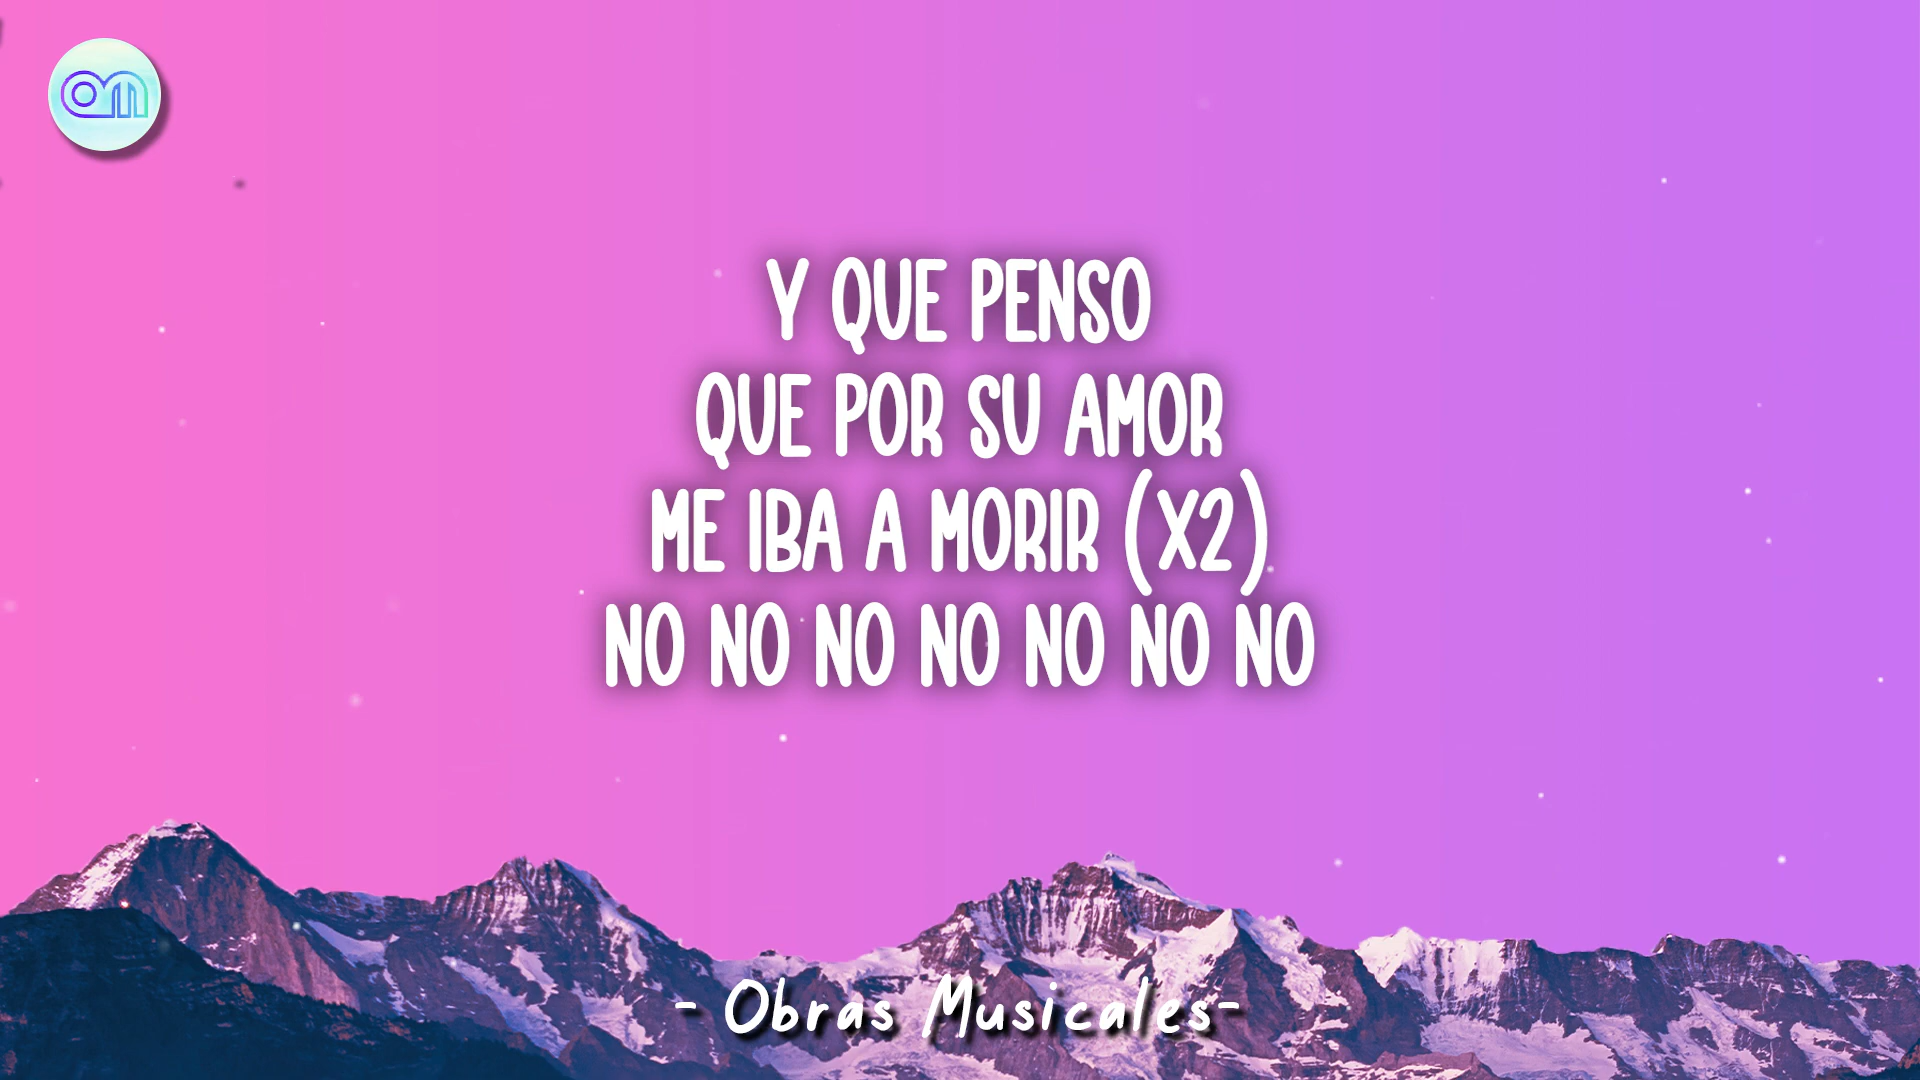 Y QUE PENSO
QUE POR SU AMOR
ME IBA A MORIR (X2)
NO NO NO NO NO NO NO
- Obras Musicales-